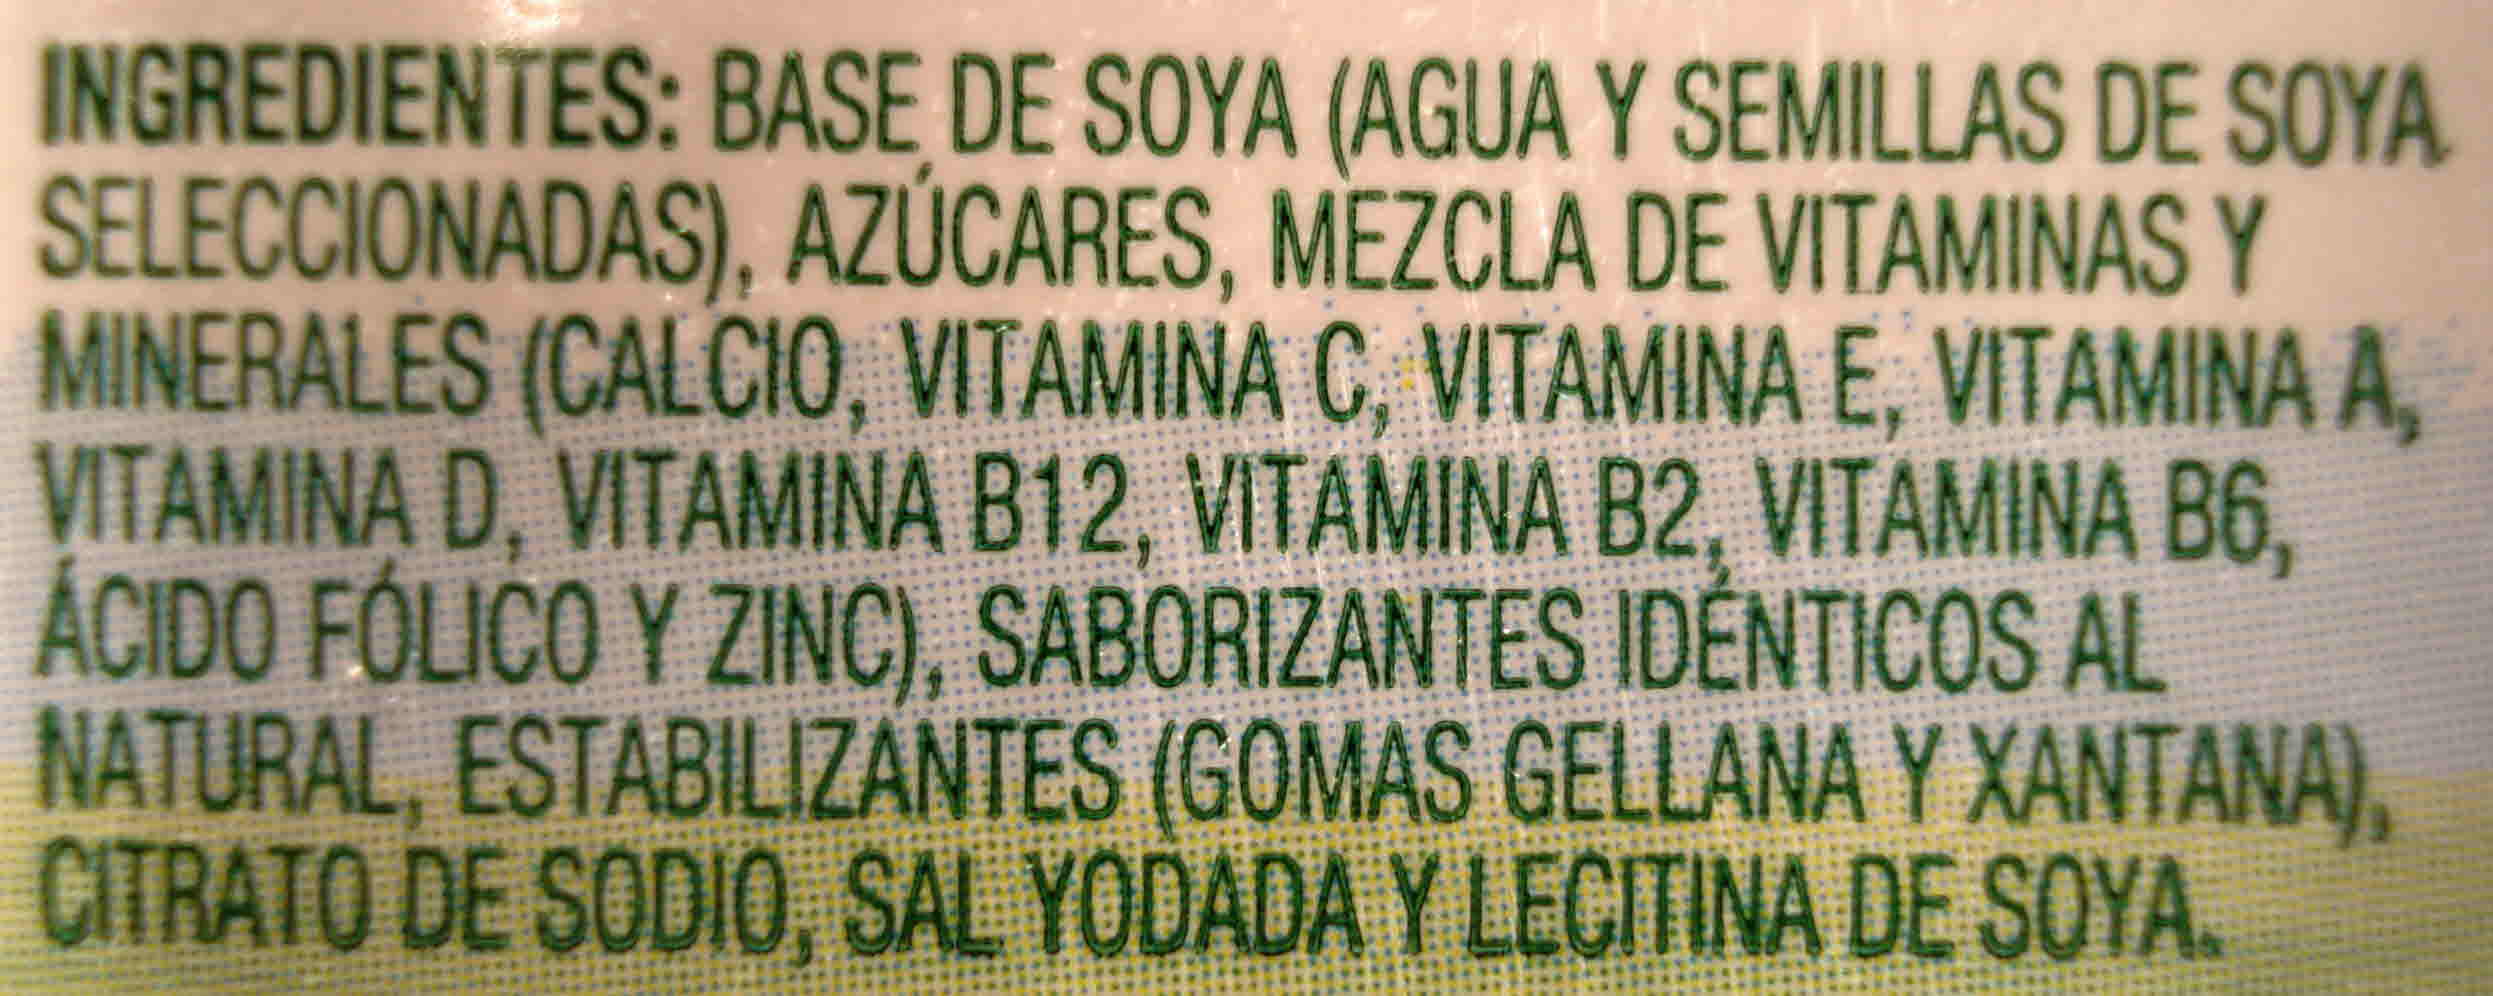 INGREDIENTES: BASE DE SOYA (AGUA Y SEMILLAS DE SOYA
SELECCIONADAS), AZÚCARES, MEZCLA DE VITAMINAS Y
MINERALES (CALCIO, VITAMINA C, VITAMINA E, VITAMINA A,
VITAMINA D, VITAMINA B12, VITAMINA B2, VITAMINA B6,
ÁCIDO FÓLICO Y ZINC), SABORIZANTES IDÉNTICOS AL
NATURAL, ESTABILIZANTES (GOMAS GELLANA Y XANTANA),
CITRATO DE SODIO, SAL YODADA Y LECITINA DE SOYA.